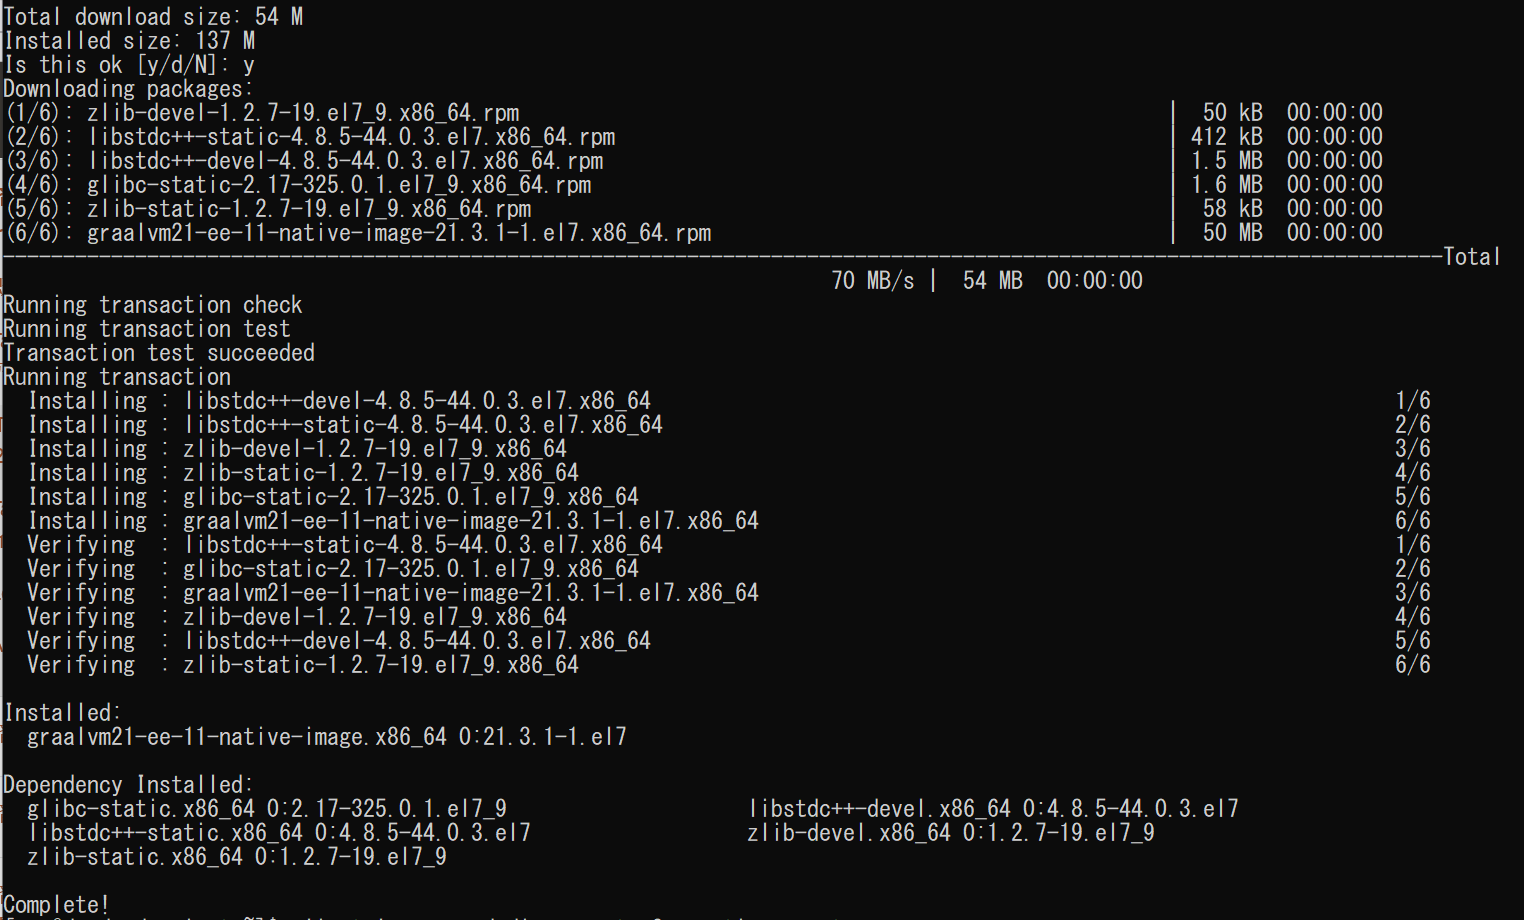 Total download size: 54 M
Installed size: 137 M
Is this ok [y/d/N]: y
Downloading packages:
(1/6): zlib-devel-1.2.7-19.el7_9.x86_64.rpm | 50 kB 00:00:00
(2/6): libstdc++-static-4.8.5-44.0.3.el7.x86_64.rpm | 412 kB 00:00:00
(3/6): libstdc++-devel-4.8.5-44.0.3.el7.x86_64.rpm | 1.5 MB 00:00:00
(4/6): glibc-static-2.17-325.0.1.el7_9.x86_64.rpm | 1.6 MB 00:00:00
(5/6): zlib-static-1.2.7-19.el7_9.x86_64.rpm | 58 kB 00:00:00
(6/6): graalvm21-ee-11-native-image-21.3.1-1.el7.x86_64.rpm | 50 MB 00:00:00
------------------------------------------------------------------------------------------------------------------------Total
70 MB/s | 54 MB 00:00:00
Running transaction check
Running transaction test
Transaction test succeeded
Running transaction
Installing : libstdc++-devel-4.8.5-44.0.3.el7.x86_64 1/6
Installing : libstdc++-static-4.8.5-44.0.3.el7.x86_64 2/6
Installing : zlib-devel-1.2.7-19.el7_9.x86_64 3/6
Installing : zlib-static-1.2.7-19.el7_9.x86_64 4/6
Installing : glibc-static-2.17-325.0.1.el7_9.x86_64 5/6
Installing : graalvm21-ee-11-native-image-21.3.1-1.el7.x86_64 6/6
Verifying : libstdc++-static-4.8.5-44.0.3.el7.x86_64 1/6
Verifying : glibc-static-2.17-325.0.1.el7_9.x86_64 2/6
Verifying : graalvm21-ee-11-native-image-21.3.1-1.el7.x86_64 3/6
Verifying : zlib-devel-1.2.7-19.el7_9.x86_64 4/6
Verifying : libstdc++-devel-4.8.5-44.0.3.el7.x86_64 5/6
Verifying : zlib-static-1.2.7-19.el7_9.x86_64 6/6
Installed:
graalvm21-ee-11-native-image.x86_64 0:21.3.1-1.el7
Dependency Installed:
glibc-static.x86_64 0:2.17-325.0.1.el7_9 libstdc++-devel.x86_64 0:4.8.5-44.0.3.el7
libstdc++-static.x86_64 0:4.8.5-44.0.3.el7 zlib-devel.x86_64 0:1.2.7-19.el7_9
zlib-static.x86_64 0:1.2.7-19.el7_9
Complete!